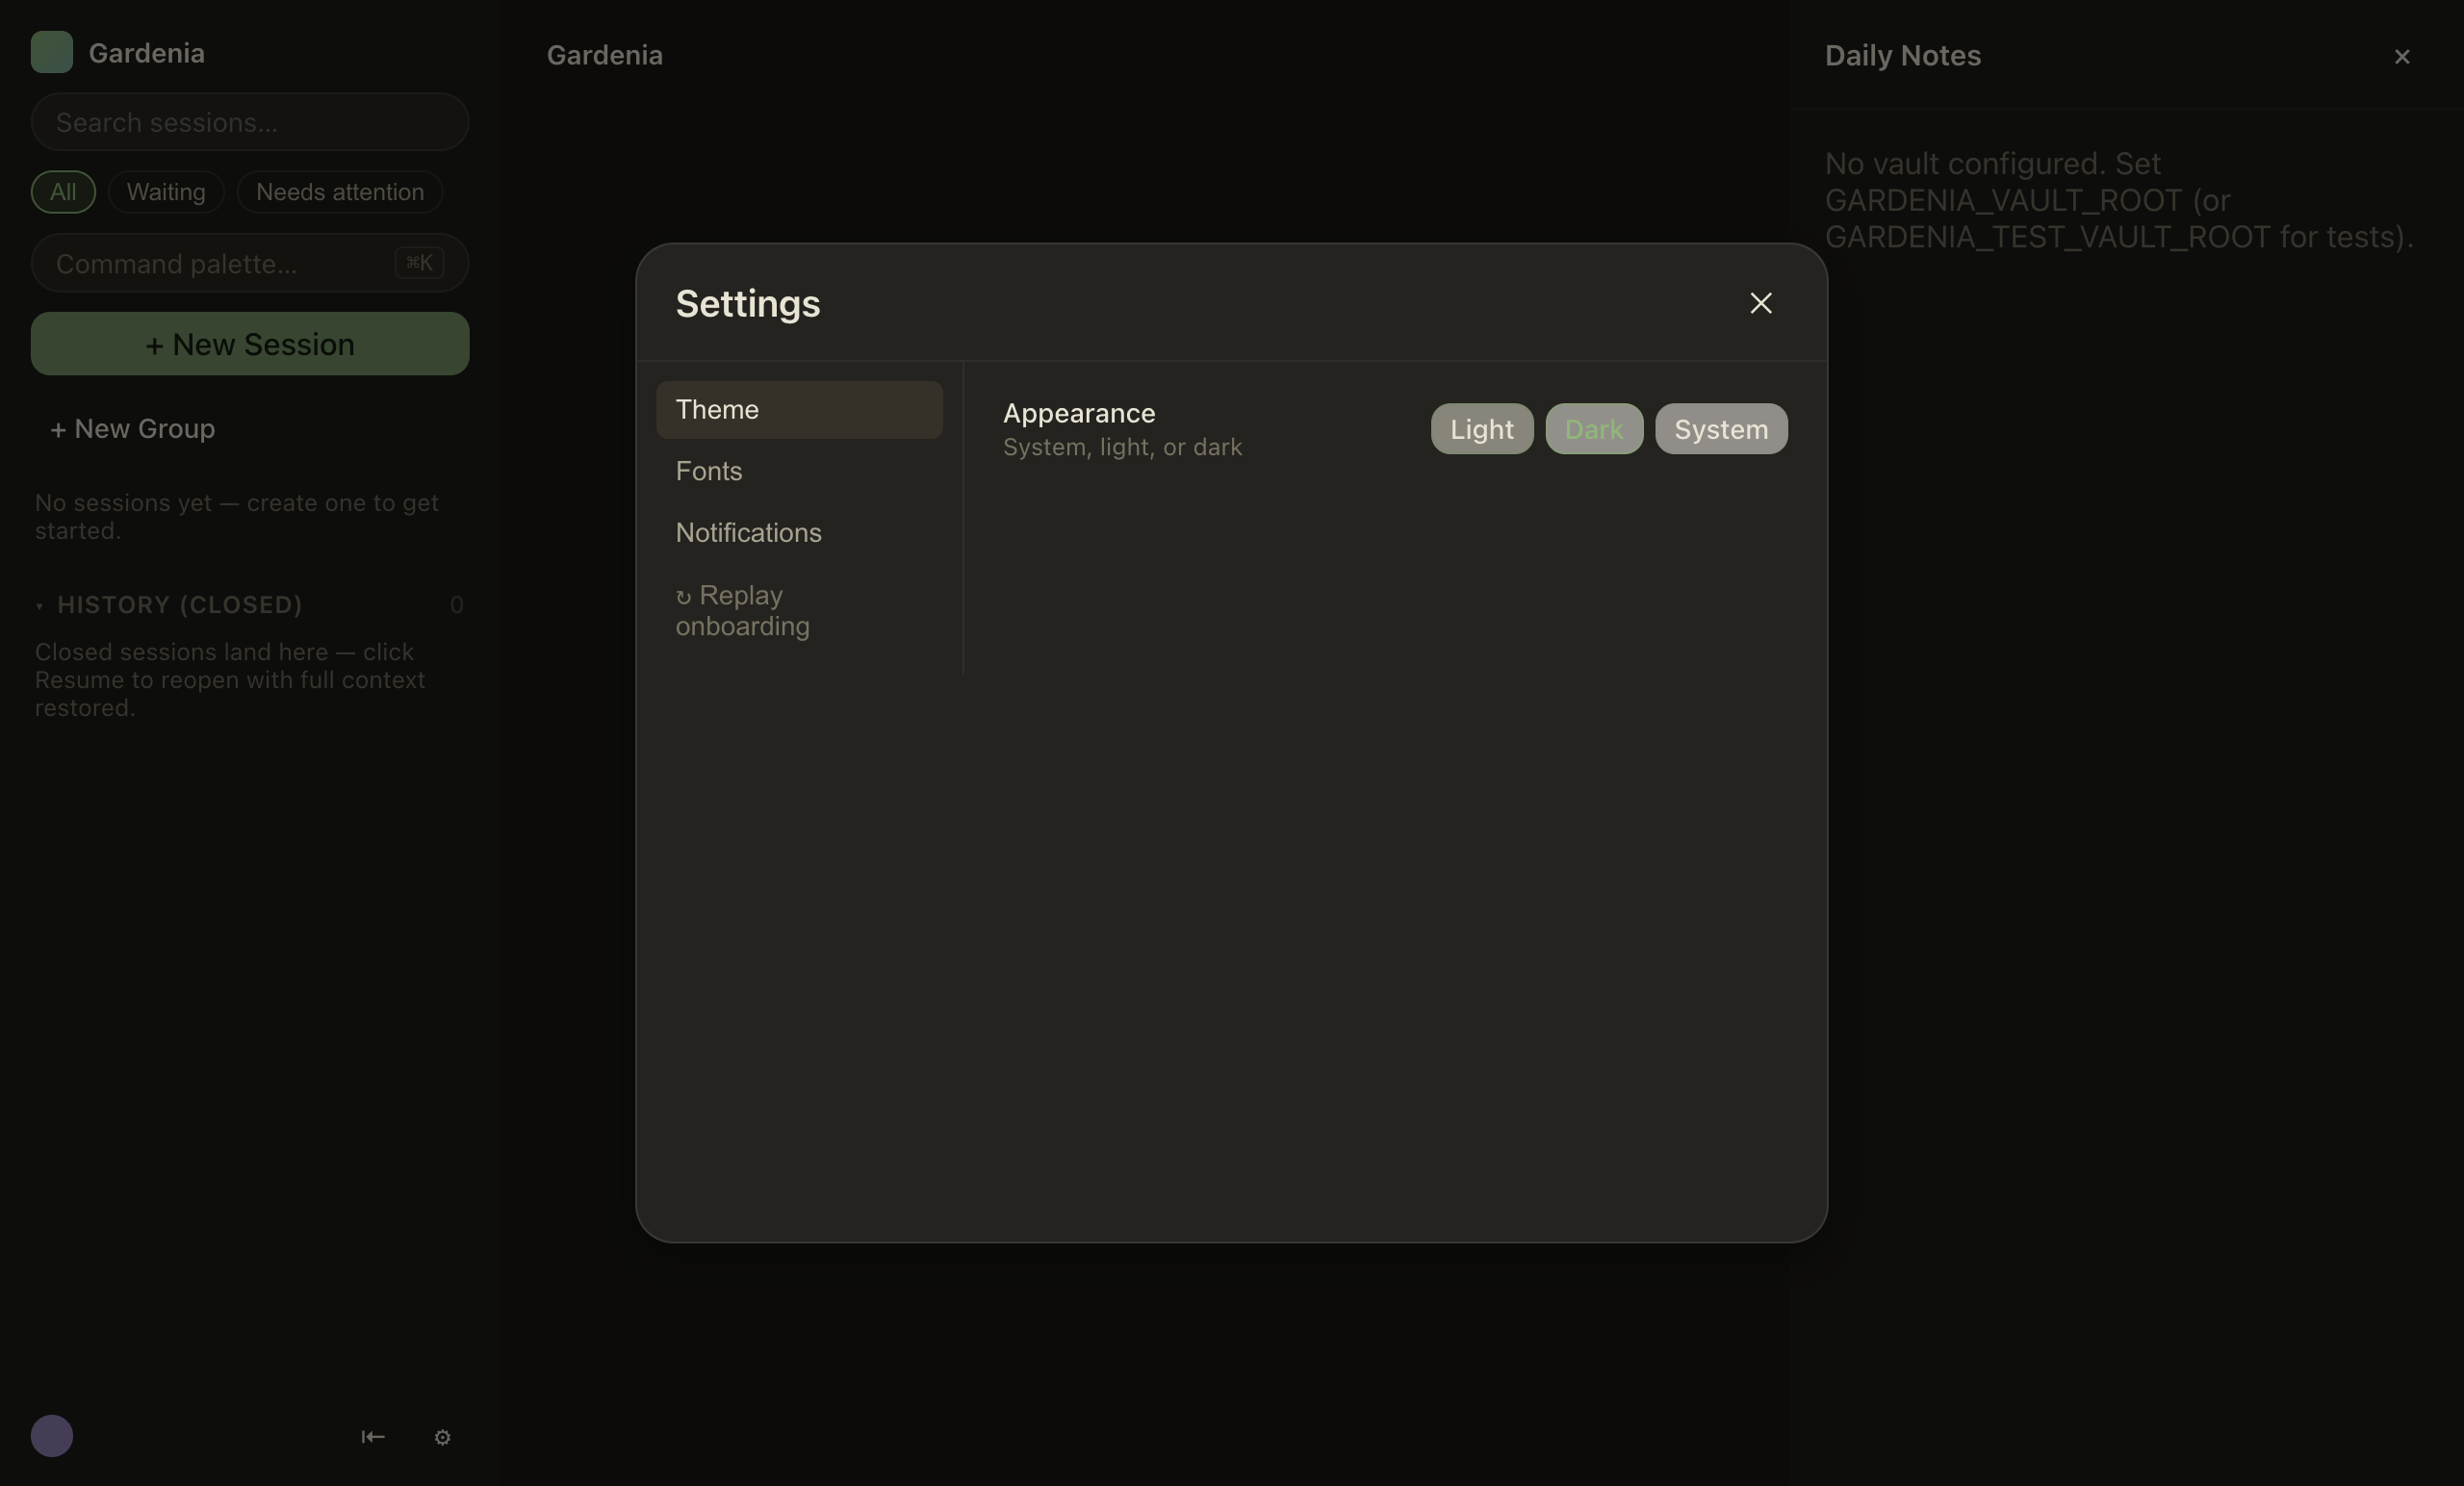 Gardenia
Search sessions...
All
Waiting
Needs attention
Command palette...
⌘K
+ New Session
+ New Group
No sessions yet — create one to get
started.
▾ HISTORY (CLOSED) 0
Closed sessions land here — click
Resume to reopen with full context
restored.
Gardenia
Daily Notes
×
No vault configured. Set
GARDENIA_VAULT_ROOT (or
GARDENIA_TEST_VAULT_ROOT for tests).
Settings
Theme
Fonts
Notifications
↻ Replay
onboarding
Appearance
System, light, or dark
Light
Dark
System